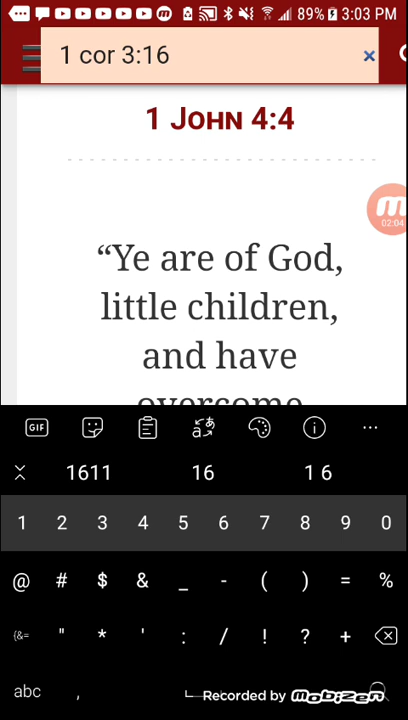 89% 3:03 PM
1 cor 3:16 ×
1 JOHN 4:4
02:04
“Ye are of God,
little children,
and have
overcome
GIF
1611 16 1 6
1 2 3 4 5 6 7 8 9 0
@ # $ & _ - ( ) = %
{&= " * ' : / ! ? + 
abc , Recorded by Mobizen